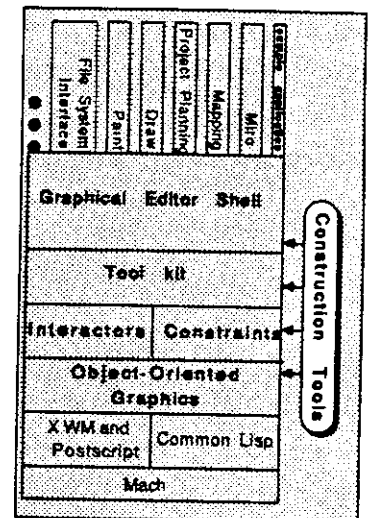 File System
Interface
Paint
Draw
Project Planning
Mapping
Miro
Graphical Editor Shell
Tool kit
Interactors
Constraints
Object-Oriented
Graphics
X WM and
Postscript
Common Lisp
Mach
Construction Tools